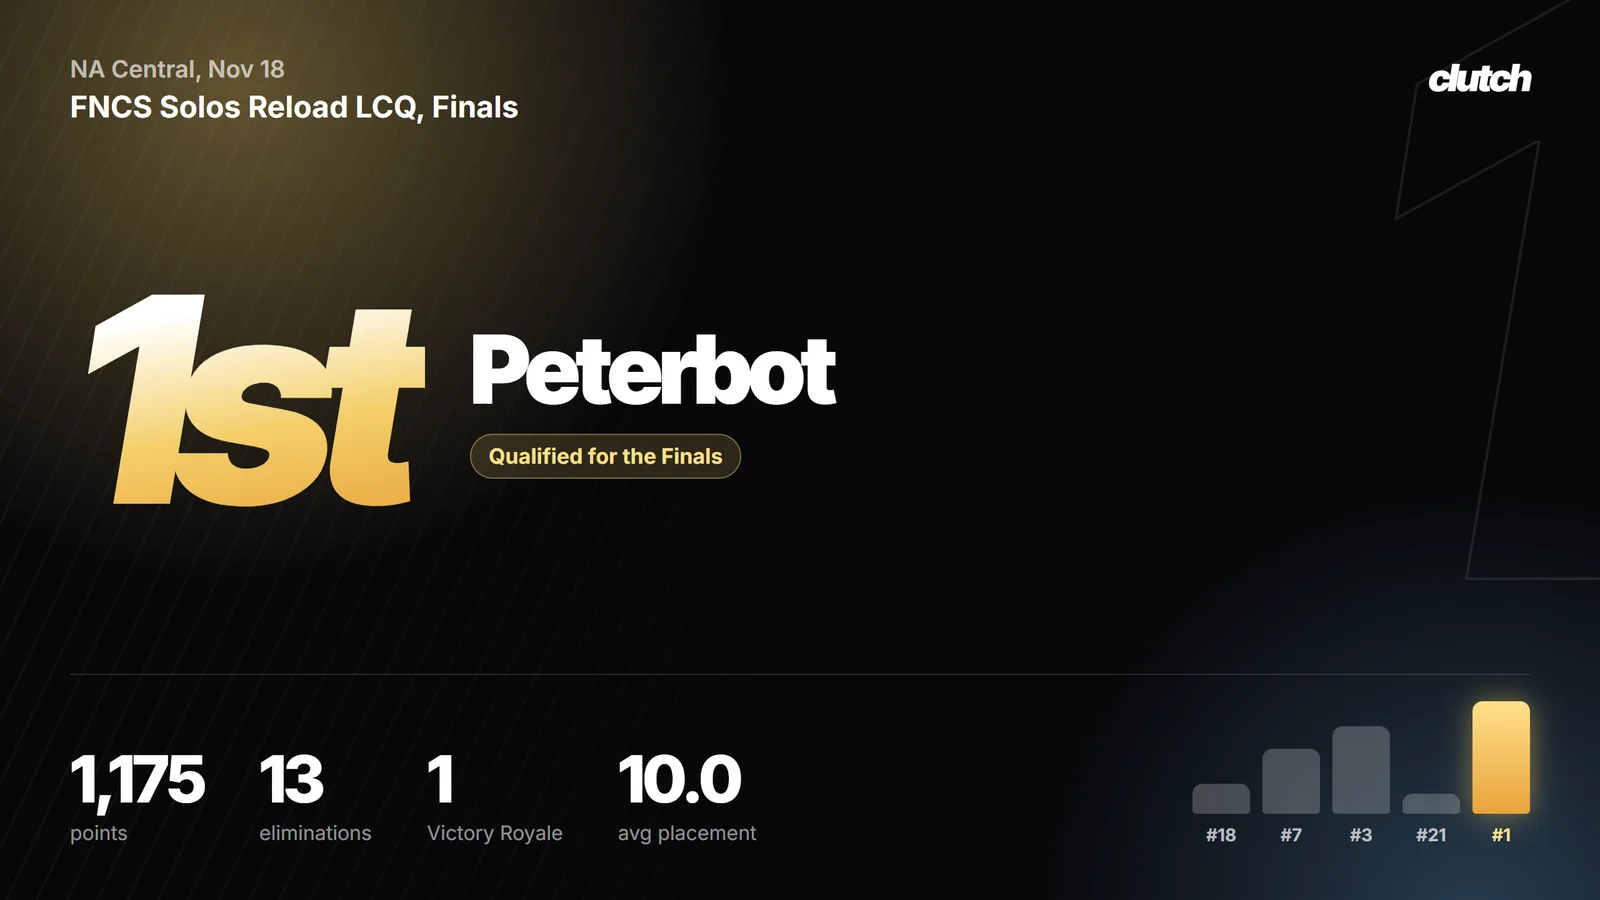 NA Central, Nov 18
FNCS Solos Reload LCQ, Finals
clutch
1
1st
Peterbot
Qualified for the Finals
1,175
points
13
eliminations
1
Victory Royale
10.0
avg placement
#18
#7
#3
#21
#1